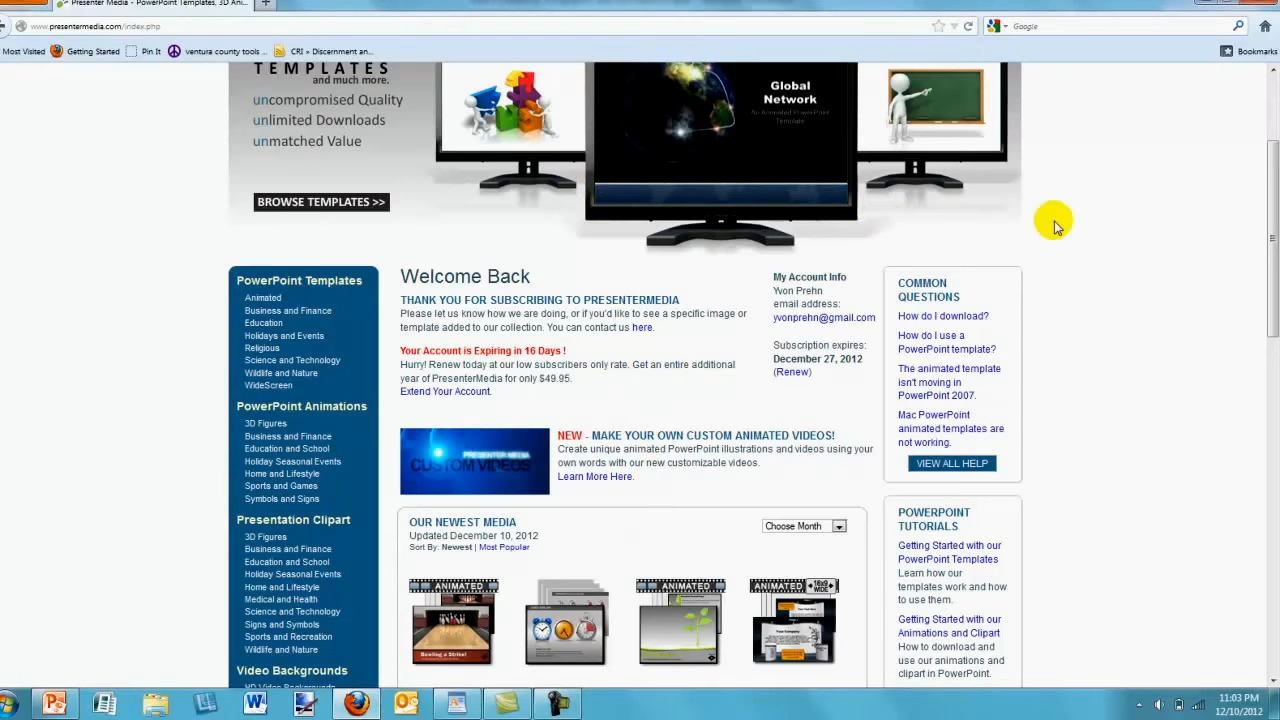 Presenter Media - PowerPoint Templates, 3D Ani...
www.presentermedia.com/index.php
Google
Most Visited
Getting Started
Pin It
ventura county tools ...
CRI » Discernment an...
Bookmarks
TEMPLATES
and much more.
uncompromised Quality
unlimited Downloads
unmatched Value
BROWSE TEMPLATES >>
Global
Network
An Animated PowerPoint
Template
PowerPoint Templates
Animated
Business and Finance
Education
Holidays and Events
Religious
Science and Technology
Wildlife and Nature
WideScreen
PowerPoint Animations
3D Figures
Business and Finance
Education and School
Holiday Seasonal Events
Home and Lifestyle
Sports and Games
Symbols and Signs
Presentation Clipart
3D Figures
Business and Finance
Education and School
Holiday Seasonal Events
Home and Lifestyle
Medical and Health
Science and Technology
Signs and Symbols
Sports and Recreation
Wildlife and Nature
Video Backgrounds
HD Video Backgrounds
Welcome Back
THANK YOU FOR SUBSCRIBING TO PRESENTERMEDIA
Please let us know how we are doing, or if you'd like to see a specific image or
template added to our collection. You can contact us here.
Your Account is Expiring in 16 Days !
Hurry! Renew today at our low subscribers only rate. Get an entire additional
year of PresenterMedia for only $49.95.
Extend Your Account.
My Account Info
Yvon Prehn
email address:
yvonprehn@gmail.com
Subscription expires:
December 27, 2012
(Renew)
PRESENTER MEDIA
CUSTOM VIDEOS
NEW - MAKE YOUR OWN CUSTOM ANIMATED VIDEOS!
Create unique animated PowerPoint illustrations and videos using your
own words with our new customizable videos.
Learn More Here.
OUR NEWEST MEDIA
Updated December 10, 2012
Sort By: Newest | Most Popular
Choose Month
ANIMATED
Bowling a Strike!
ANIMATED
ANIMATED
16x9
WIDE
Your Company
COMMON
QUESTIONS
How do I download?
How do I use a
PowerPoint template?
The animated template
isn't moving in
PowerPoint 2007.
Mac PowerPoint
animated templates are
not working.
VIEW ALL HELP
POWERPOINT
TUTORIALS
Getting Started with our
PowerPoint Templates
Learn how our
templates work and how
to use them.
Getting Started with our
Animations and Clipart
How to download and
use our animations and
clipart in PowerPoint.
11:03 PM
12/10/2012